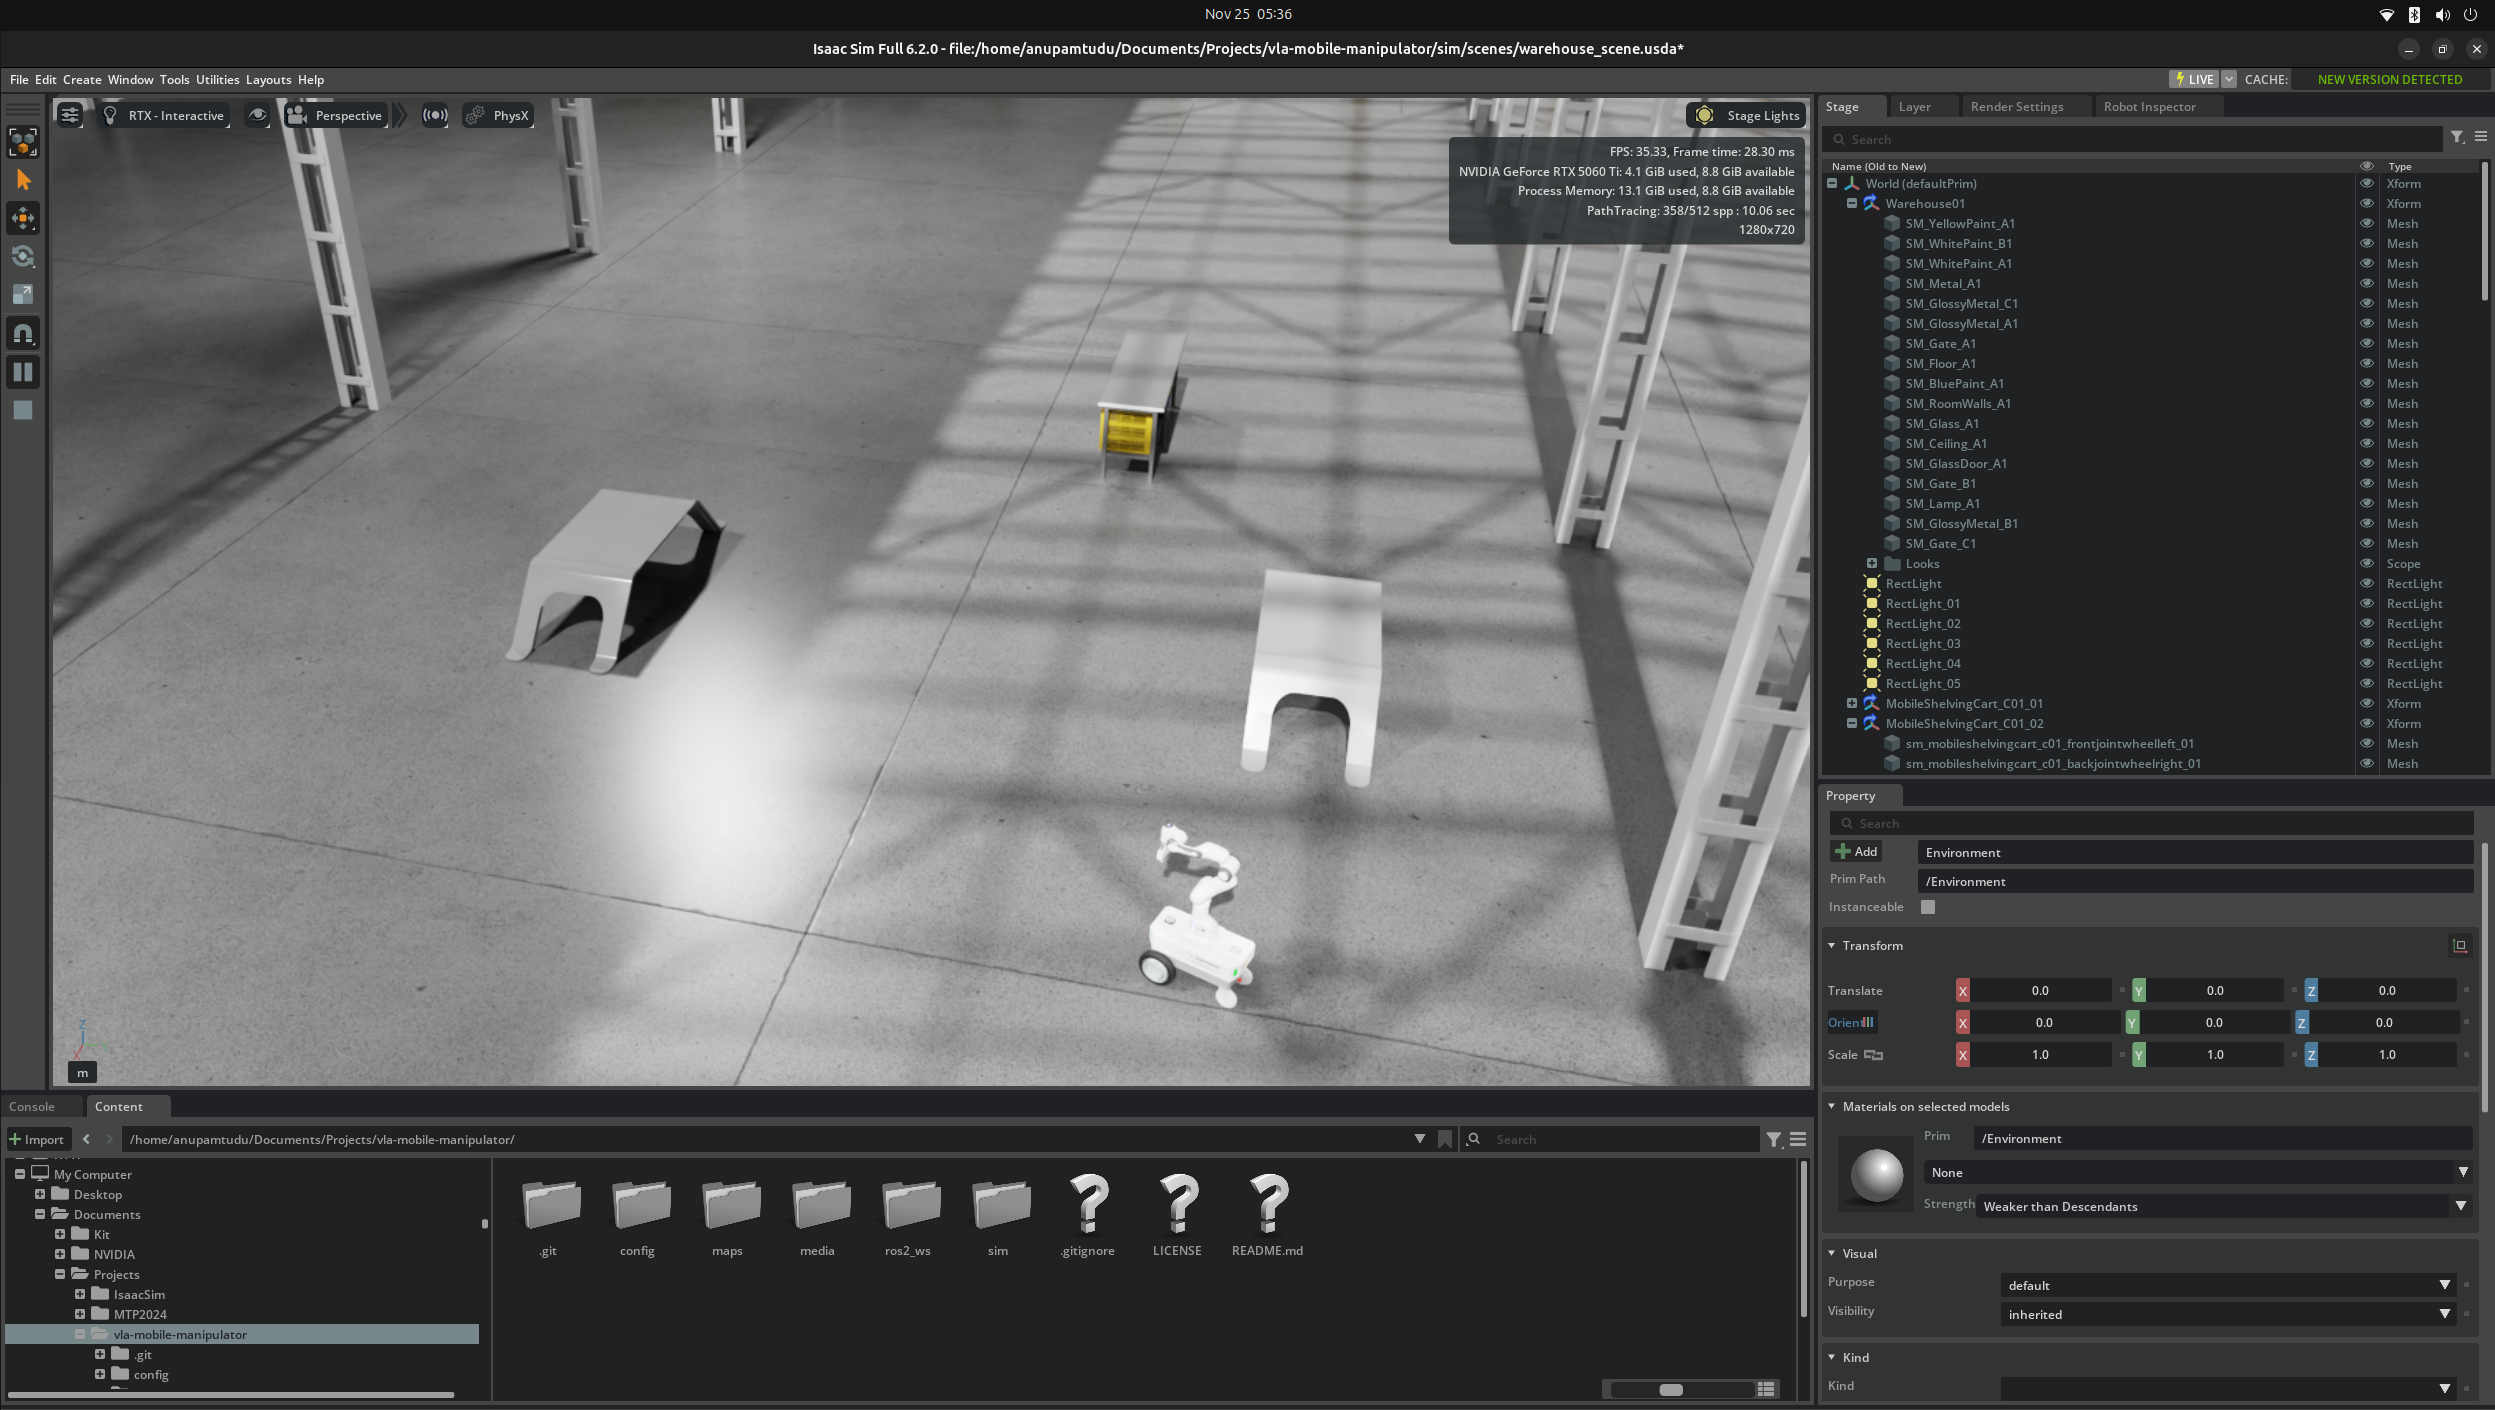 Nov 25 05:36
Isaac Sim Full 6.2.0 - file:/home/anupamtudu/Documents/Projects/vla-mobile-manipulator/sim/scenes/warehouse_scene.usda*
File Edit Create Window Tools Utilities Layouts Help
LIVE CACHE: NEW VERSION DETECTED
RTX - Interactive Perspective PhysX Stage Lights
FPS: 35.33, Frame time: 28.30 ms
NVIDIA GeForce RTX 5060 Ti: 4.1 GiB used, 8.8 GiB available
Process Memory: 13.1 GiB used, 8.8 GiB available
PathTracing: 358/512 spp : 10.06 sec
1280x720
Z
X
m
Stage Layer Render Settings Robot Inspector
Search
Name (Old to New) Type
World (defaultPrim) Xform
Warehouse01 Xform
SM_YellowPaint_A1 Mesh
SM_WhitePaint_B1 Mesh
SM_WhitePaint_A1 Mesh
SM_Metal_A1 Mesh
SM_GlossyMetal_C1 Mesh
SM_GlossyMetal_A1 Mesh
SM_Gate_A1 Mesh
SM_Floor_A1 Mesh
SM_BluePaint_A1 Mesh
SM_RoomWalls_A1 Mesh
SM_Glass_A1 Mesh
SM_Ceiling_A1 Mesh
SM_GlassDoor_A1 Mesh
SM_Gate_B1 Mesh
SM_Lamp_A1 Mesh
SM_GlossyMetal_B1 Mesh
SM_Gate_C1 Mesh
Looks Scope
RectLight RectLight
RectLight_01 RectLight
RectLight_02 RectLight
RectLight_03 RectLight
RectLight_04 RectLight
RectLight_05 RectLight
MobileShelvingCart_C01_01 Xform
MobileShelvingCart_C01_02 Xform
sm_mobileshelvingcart_c01_frontjointwheelleft_01 Mesh
sm_mobileshelvingcart_c01_backjointwheelright_01 Mesh
Property
Search
Add Environment
Prim Path /Environment
Instanceable
Transform
Translate X 0.0 Y 0.0 Z 0.0
Orient X 0.0 Y 0.0 Z 0.0
Scale X 1.0 Y 1.0 Z 1.0
Materials on selected models
Prim /Environment
None
Strength Weaker than Descendants
Visual
Purpose default
Visibility inherited
Kind
Kind
Console Content
Import /home/anupamtudu/Documents/Projects/vla-mobile-manipulator/ Search
My Computer
Desktop
Documents
Kit
NVIDIA
Projects
IsaacSim
MTP2024
vla-mobile-manipulator
.git
config
.git config maps media ros2_ws sim .gitignore LICENSE README.md